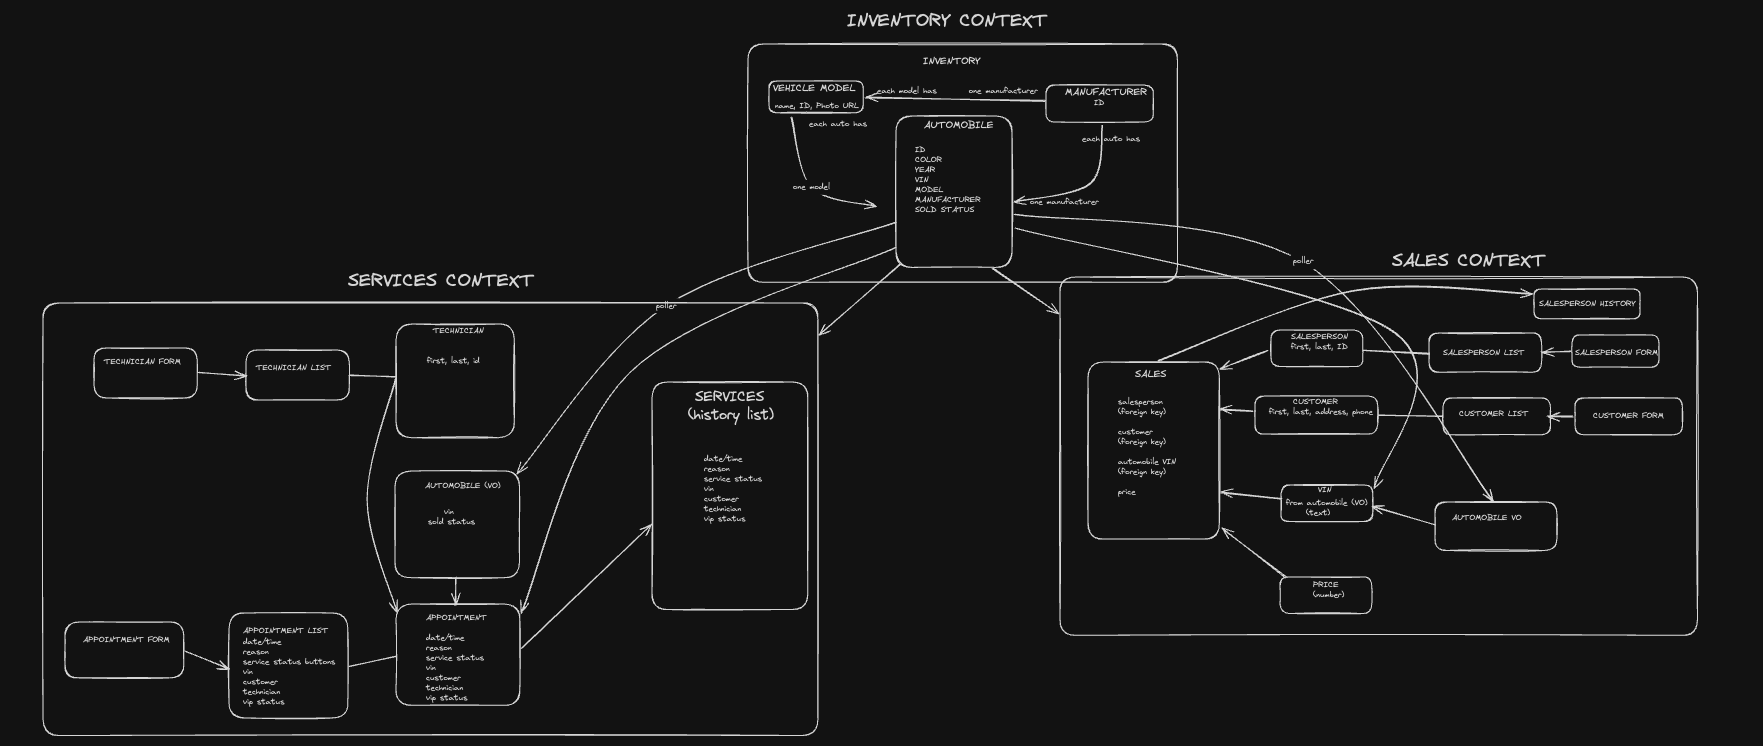 INVENTORY CONTEXT
INVENTORY
VEHICLE MODEL
name, ID, Photo URL
each model has
one manufacturer
MANUFACTURER
ID
each auto has
one model
AUTOMOBILE
ID
COLOR
YEAR
VIN
MODEL
MANUFACTURER
SOLD STATUS
each auto has
one manufacturer
poller
poller
SERVICES CONTEXT
TECHNICIAN FORM
TECHNICIAN LIST
TECHNICIAN
first, last, id
AUTOMOBILE (VO)
vin
sold status
SERVICES
(history list)
date/time
reason
service status
vin
customer
technician
vip status
APPOINTMENT FORM
APPOINTMENT LIST
date/time
reason
service status buttons
vin
customer
technician
vip status
APPOINTMENT
date/time
reason
service status
vin
customer
technician
vip status
SALES CONTEXT
SALESPERSON HISTORY
SALESPERSON
first, last, ID
SALESPERSON LIST
SALESPERSON FORM
SALES
salesperson
(foreign key)
customer
(foreign key)
automobile VIN
(foreign key)
price
CUSTOMER
first, last, address, phone
CUSTOMER LIST
CUSTOMER FORM
VIN
from automobile (VO)
(text)
AUTOMOBILE VO
PRICE
(number)